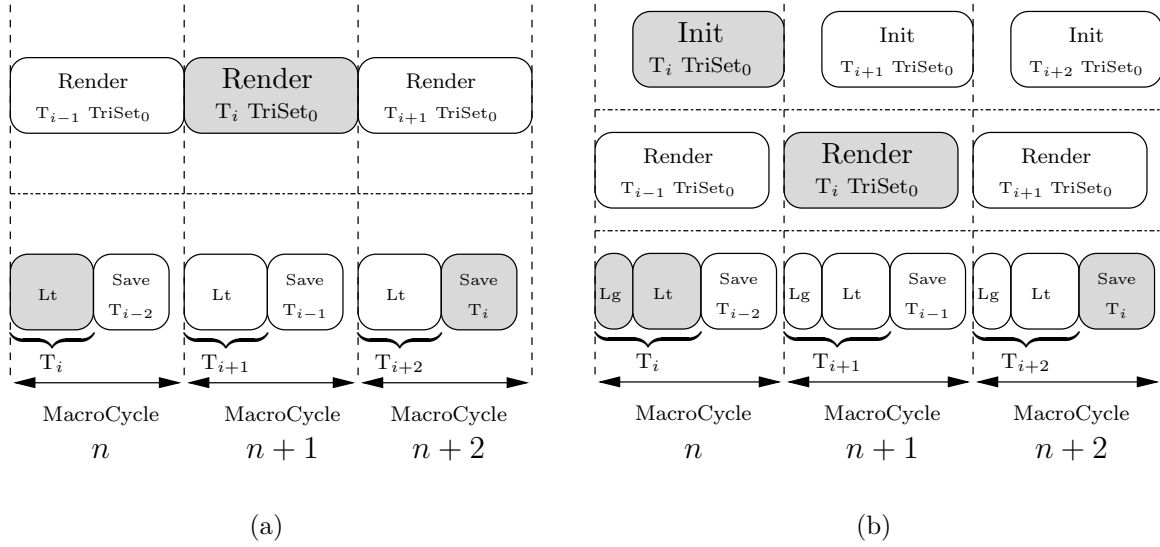 Render Render Render
T_{i−1} TriSet_0 T_i TriSet_0 T_{i+1} TriSet_0
Lt Save Lt Save Lt Save
T_{i−2} T_{i−1} T_i
T_i T_{i+1} T_{i+2}
MacroCycle MacroCycle MacroCycle
n n + 1 n + 2
(a)
Init Init Init
T_i TriSet_0 T_{i+1} TriSet_0 T_{i+2} TriSet_0
Render Render Render
T_{i−1} TriSet_0 T_i TriSet_0 T_{i+1} TriSet_0
Lg Lt Save Lg Lt Save Lg Lt Save
T_{i−2} T_{i−1} T_i
T_i T_{i+1} T_{i+2}
MacroCycle MacroCycle MacroCycle
n n + 1 n + 2
(b)